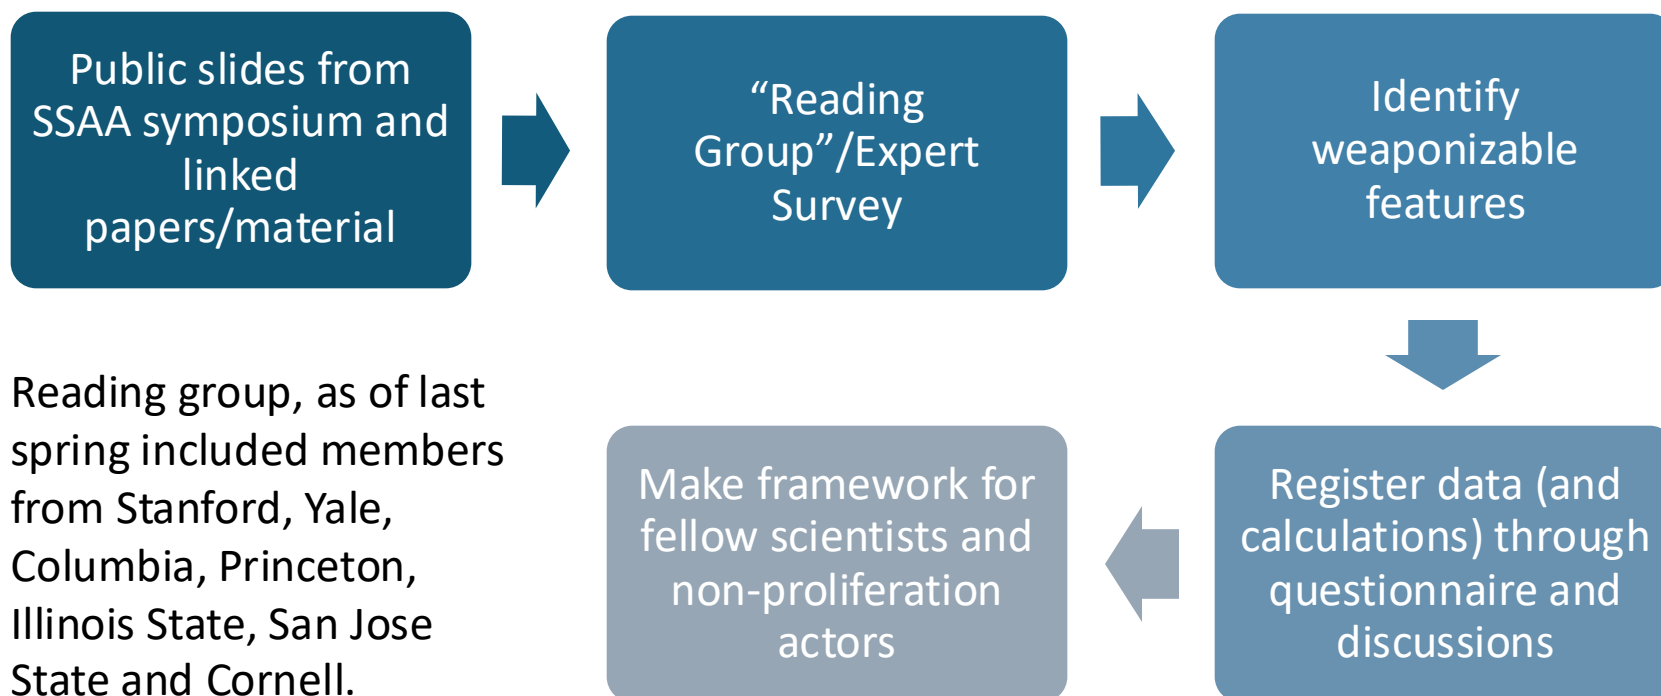 Public slides from
SSAA symposium and
linked
papers/material
“Reading
Group”/Expert
Survey
Identify
weaponizable
features
Register data (and
calculations) through
questionnaire and
discussions
Make framework for
fellow scientists and
non-proliferation
actors
Reading group, as of last
spring included members
from Stanford, Yale,
Columbia, Princeton,
Illinois State, San Jose
State and Cornell.